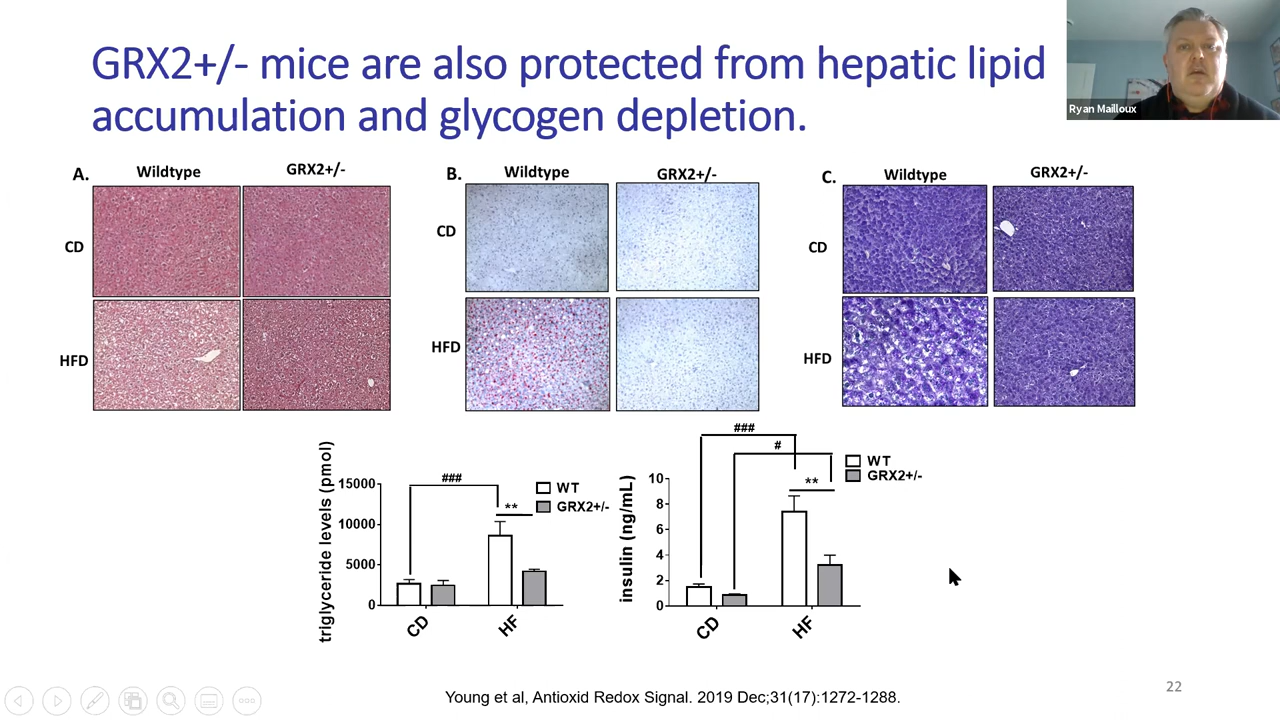 GRX2+/- mice are also protected from hepatic lipid
accumulation and glycogen depletion.
Ryan Mailloux
A.
Wildtype
GRX2+/-
CD
HFD
B.
Wildtype
GRX2+/-
CD
HFD
C.
Wildtype
GRX2+/-
CD
HFD
triglyceride levels (pmol)
15000
10000
5000
0
###
**
WT
GRX2+/-
CD
HF
insulin (ng/mL)
10
8
6
4
2
0
###
#
**
WT
GRX2+/-
CD
HF
Young et al, Antioxid Redox Signal. 2019 Dec;31(17):1272-1288.
22